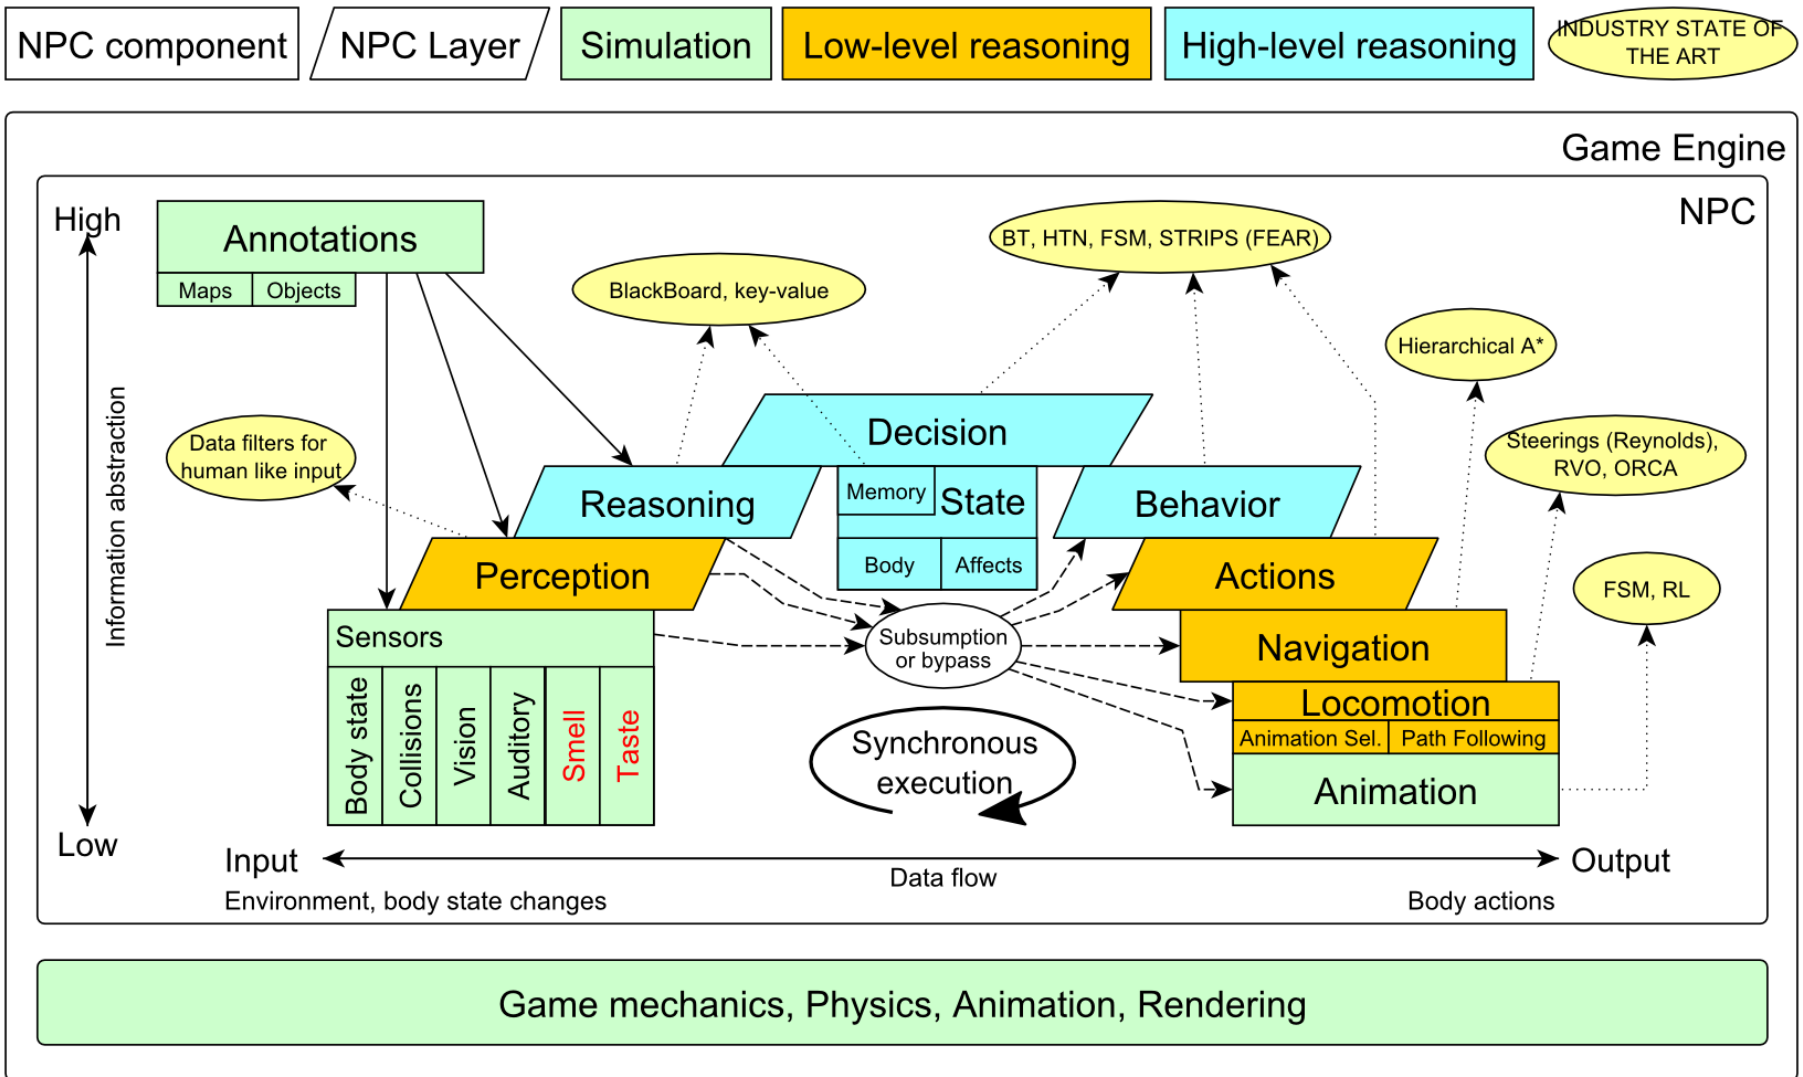 NPC component
NPC Layer
Simulation
Low-level reasoning
High-level reasoning
INDUSTRY STATE OF
THE ART
Game Engine
NPC
High
Annotations
Maps
Objects
BlackBoard, key-value
BT, HTN, FSM, STRIPS (FEAR)
Hierarchical A*
Information abstraction
Data filters for
human like input
Decision
Steerings (Reynolds),
RVO, ORCA
Reasoning
Memory
State
Behavior
Body
Affects
Perception
Actions
FSM, RL
Sensors
Subsumption
or bypass
Navigation
Body state
Collisions
Vision
Auditory
Smell
Taste
Locomotion
Animation Sel.
Path Following
Synchronous
execution
Animation
Low
Input
Data flow
Output
Environment, body state changes
Body actions
Game mechanics, Physics, Animation, Rendering